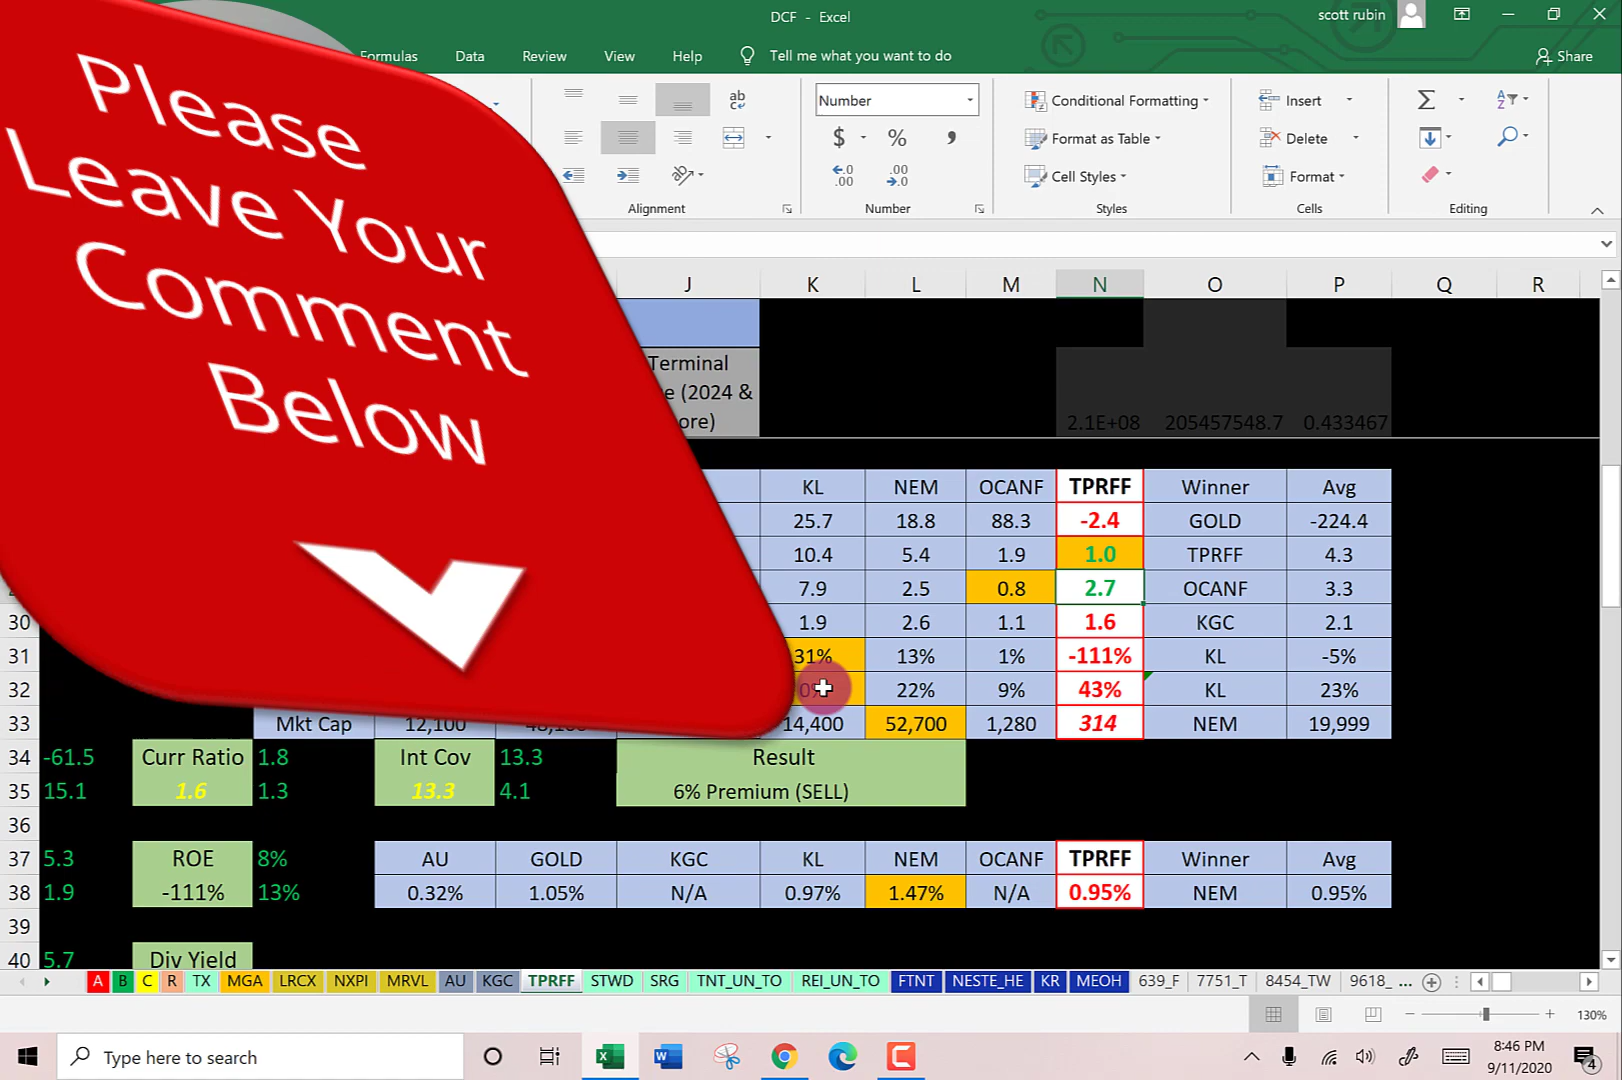 DCF - Excel
scott rubin
Formulas Data Review View Help Tell me what you want to do Share
Please
Leave Your
Comment
Below
Number
Conditional Formatting
Format as Table
Cell Styles
Insert
Delete
Format
Alignment Number Styles Cells Editing
J K L M N O P Q R
Terminal
e (2024 &
ore)
2.1E+08 205457548.7 0.433467
KL NEM OCANF TPRFF Winner Avg
25.7 18.8 88.3 -2.4 GOLD -224.4
10.4 5.4 1.9 1.0 TPRFF 4.3
7.9 2.5 0.8 2.7 OCANF 3.3
30 1.9 2.6 1.1 1.6 KGC 2.1
31 31% 13% 1% -111% KL -5%
32 0% 22% 9% 43% KL 23%
33 Mkt Cap 12,100 14,400 52,700 1,280 314 NEM 19,999
34 -61.5 Curr Ratio 1.8 Int Cov 13.3 Result
35 15.1 1.6 1.3 13.3 4.1 6% Premium (SELL)
36
37 5.3 ROE 8% AU GOLD KGC KL NEM OCANF TPRFF Winner Avg
38 1.9 -111% 13% 0.32% 1.05% N/A 0.97% 1.47% N/A 0.95% NEM 0.95%
39
40 5.7 Div Yield
A B C R TX MGA LRCX NXPI MRVL AU KGC TPRFF STWD SRG TNT_UN_TO REI_UN_TO FTNT NESTE_HE KR MEOH 639_F 7751_T 8454_TW 9618_ ...
130%
Type here to search
8:46 PM
9/11/2020
4